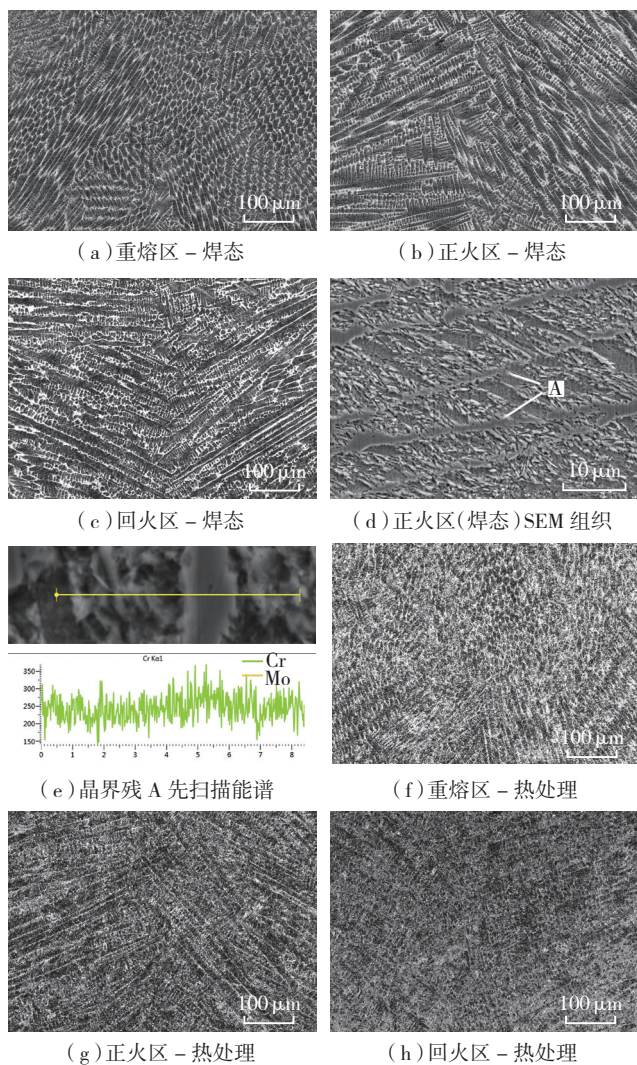 100 μm
100 μm
(a)重熔区-焊态
(b)正火区-焊态
100 μm
A
10 μm
(c)回火区-焊态
(d)正火区(焊态)SEM 组织
Cr Kα1
Cr
Mo
350
300
250
200
150
0 1 2 3 4 5 6 7 8
100 μm
(e)晶界残 A 先扫描能谱
(f)重熔区-热处理
100 μm
100 μm
(g)正火区-热处理
(h)回火区-热处理